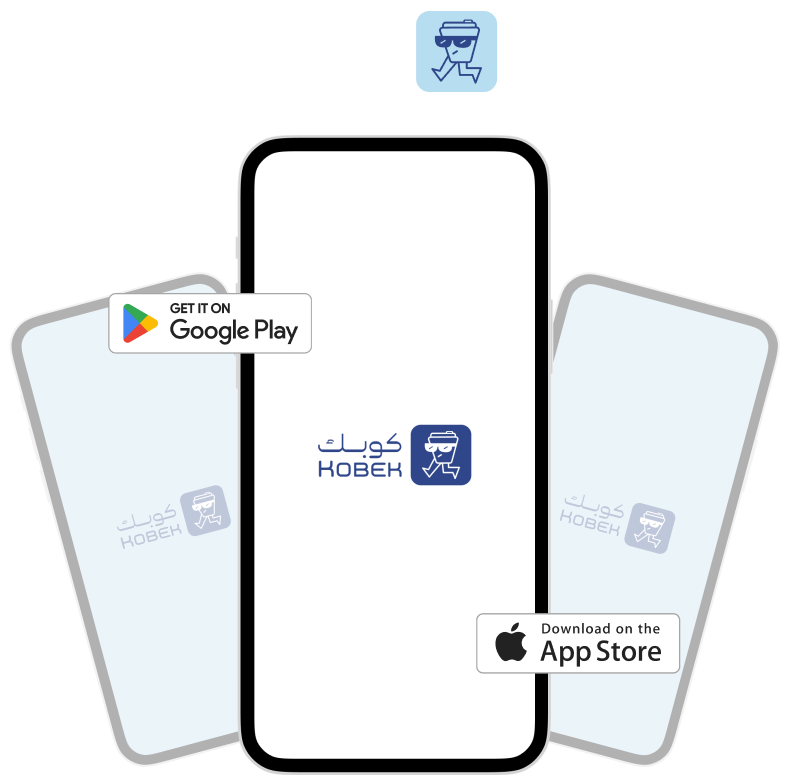 GET IT ON
Google Play
كوبك
KOBEK
كوبك
KOBEK
كوبك
KOBEK
Download on the
App Store